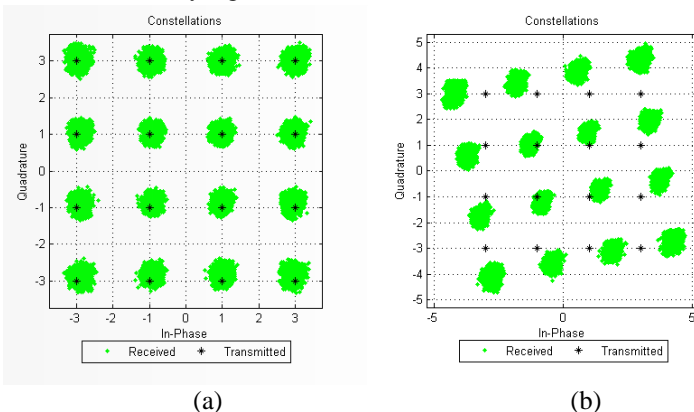 Constellations
3
2
1
0
-1
-2
-3
Quadrature
-3 -2 -1 0 1 2 3
In-Phase
Received Transmitted
(a)
Constellations
5
4
3
2
1
0
-1
-2
-3
-4
-5
Quadrature
-5 0 5
In-Phase
Received Transmitted
(b)